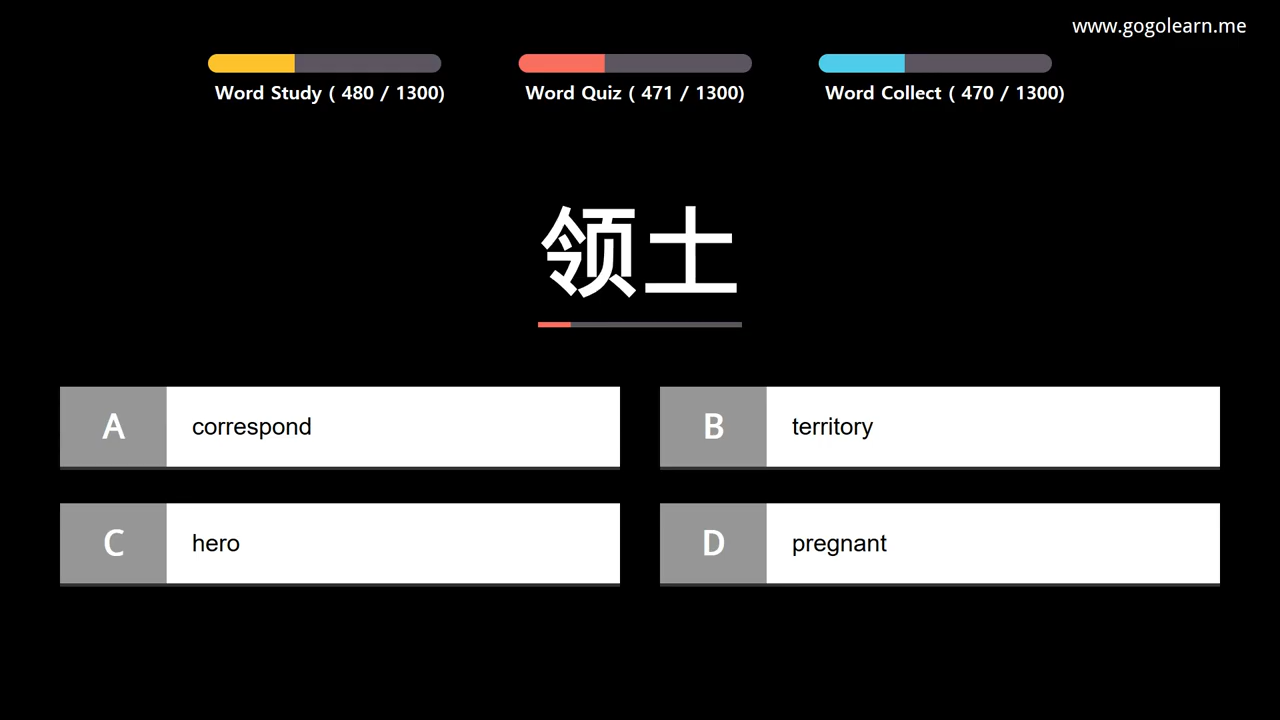 www.gogolearn.me
Word Study ( 480 / 1300)
Word Quiz ( 471 / 1300)
Word Collect ( 470 / 1300)
领土
A correspond
B territory
C hero
D pregnant